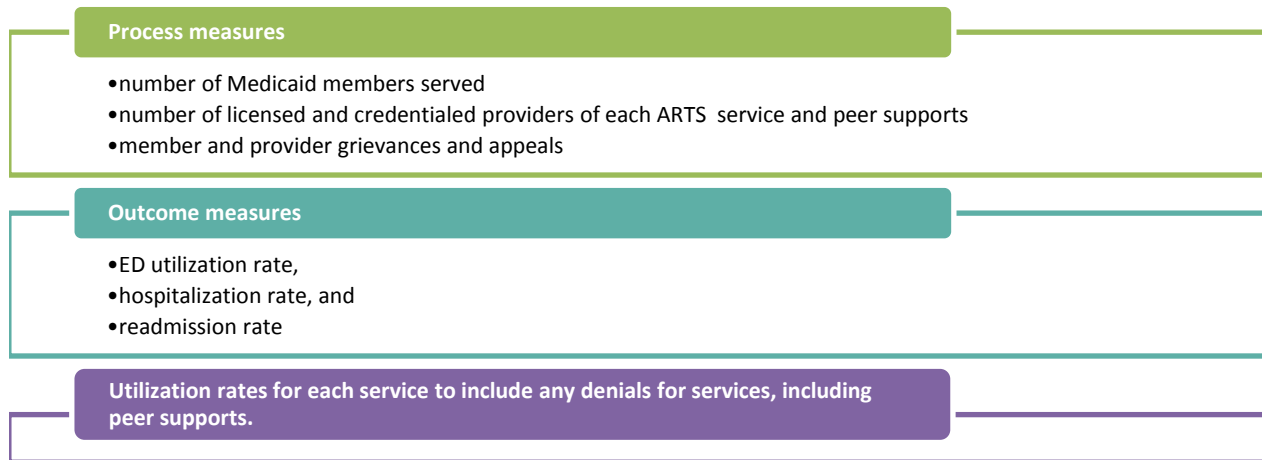 Process measures
•number of Medicaid members served
•number of licensed and credentialed providers of each ARTS  service and peer supports
•member and provider grievances and appeals
Outcome measures
•ED utilization rate,
•hospitalization rate, and
•readmission rate
Utilization rates for each service to include any denials for services, including
peer supports.